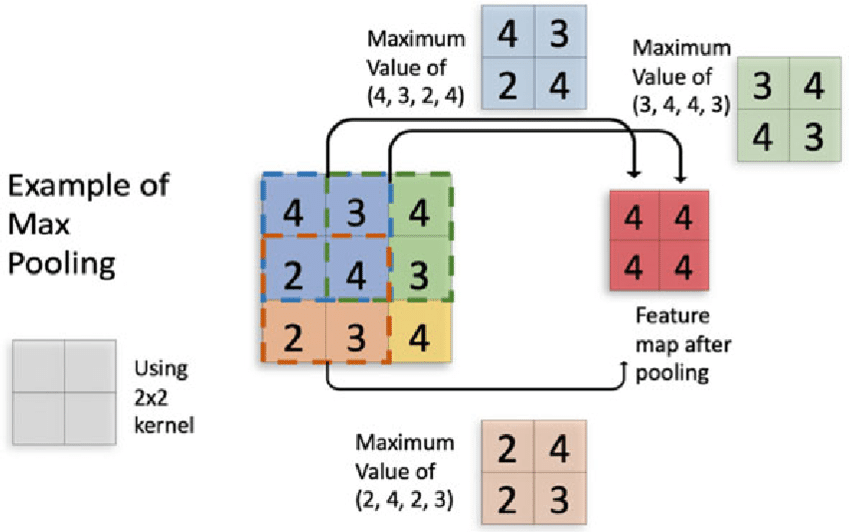 Maximum
Value of
(4, 3, 2, 4)
4 3
2 4
Maximum
Value of
(3, 4, 4, 3)
3 4
4 3
Example of
Max
Pooling
4 3 4
2 4 3
2 3 4
4 4
4 4
Feature
map after
pooling
Using
2x2
kernel
Maximum
Value of
(2, 4, 2, 3)
2 4
2 3